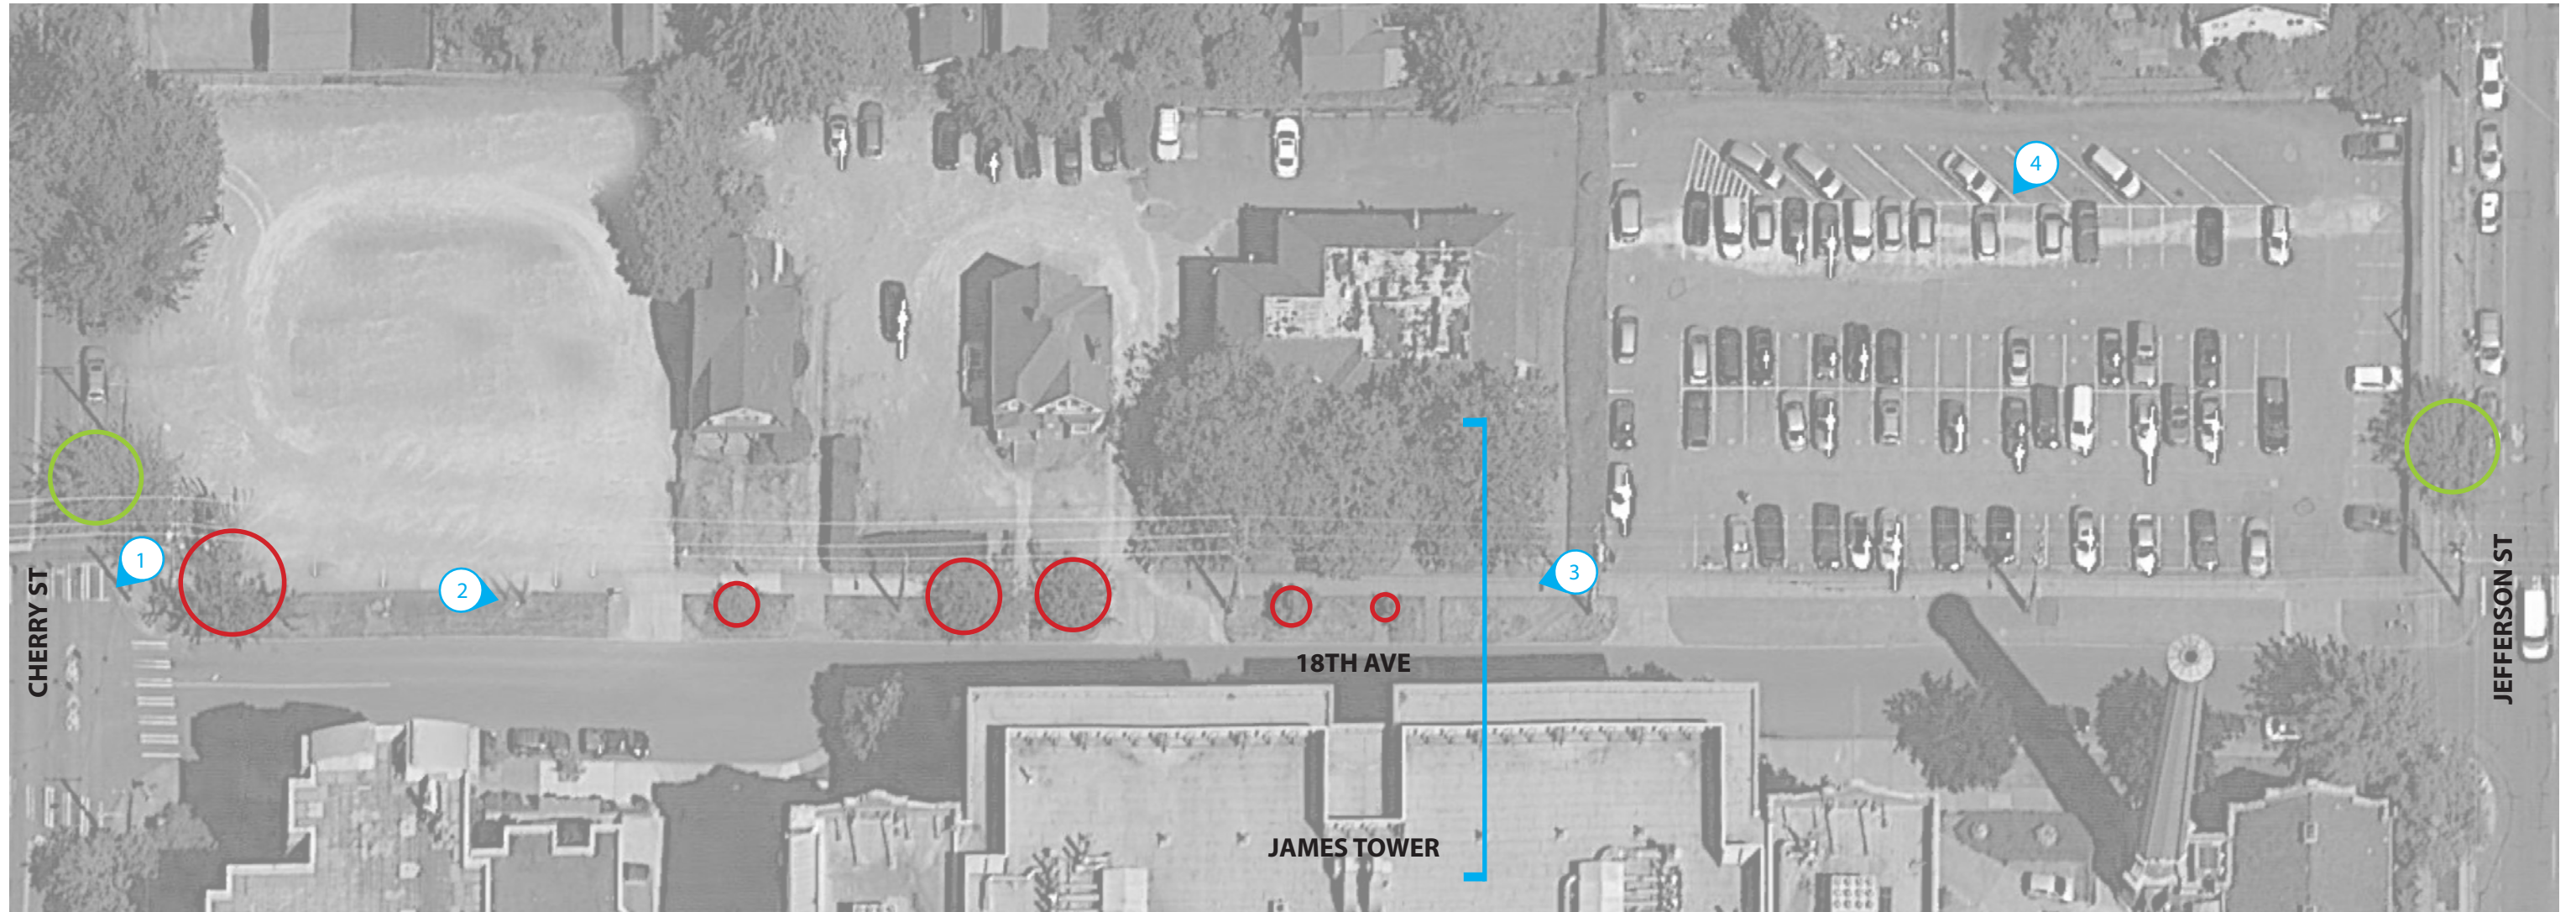 4
1
2
3
CHERRY ST
18TH AVE
JEFFERSON ST
JAMES TOWER